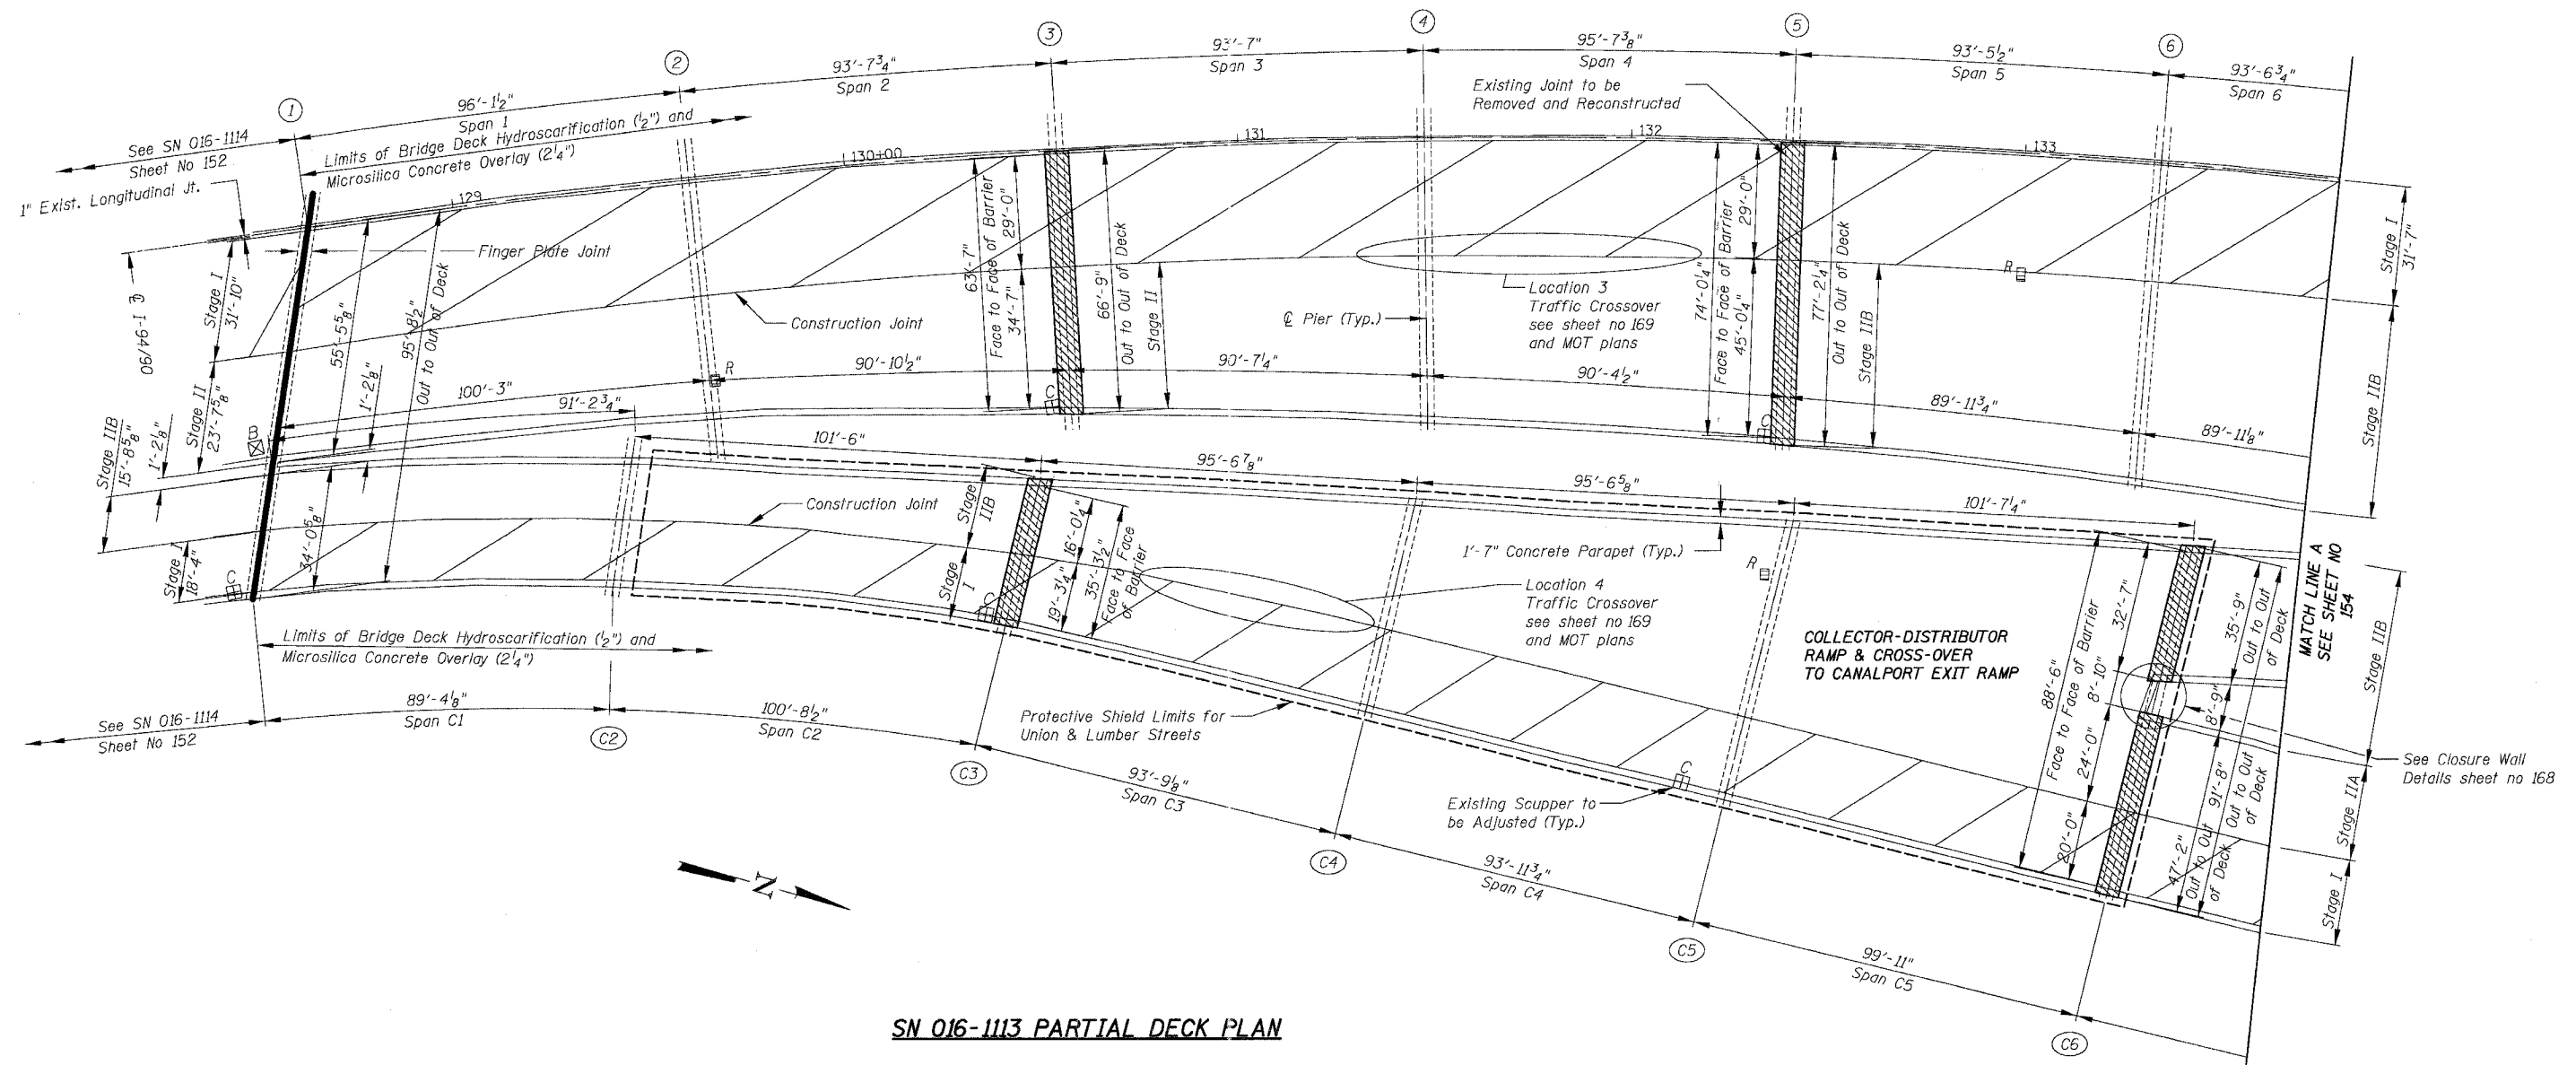 1
2
3
4
5
6
See SN 016-1114
Sheet No 152
96'-1½"
Span 1
93'-7¾"
Span 2
93'-7"
Span 3
95'-7⅜"
Span 4
93'-5½"
Span 5
93'-6¾"
Span 6
Limits of Bridge Deck Hydroscarification (½") and
Microsilica Concrete Overlay (2¼")
1" Exist. Longitudinal Jt.
Existing Joint to be
Removed and Reconstructed
129
130+00
131
132
133
Finger Plate Joint
℄ I-94/90
Stage I
31'-10"
Stage II
23'-7⅝"
1'-2⅛"
Stage IIB
15'-8⅝"
Stage I
18'-4"
55'-5⅝"
1'-2⅛"
95'-8½"
Out to Out of Deck
34'-0⅝"
B
C
Construction Joint
R
100'-3"
91'-2¾"
90'-10½"
90'-7¼"
90'-4½"
89'-11¾"
89'-11⅛"
63'-7"
Face to Face of Barrier
29'-0"
34'-7"
66'-9"
Out to Out of Deck
Stage II
C
℄ Pier (Typ.)
Location 3
Traffic Crossover
see sheet no 169
and MOT plans
74'-0¼"
Face to Face of Barrier
29'-0"
45'-0¼"
77'-2¼"
Out to Out of Deck
Stage IIB
C
R
Stage I
31'-7"
Stage IIB
101'-6"
95'-6⅞"
95'-6⅝"
101'-7¼"
Construction Joint
Stage
IIB
Stage
I
16'-0¼"
19'-3¼"
35'-3½"
Face to Face
of Barrier
C
1'-7" Concrete Parapet (Typ.)
R
Location 4
Traffic Crossover
see sheet no 169
and MOT plans
COLLECTOR-DISTRIBUTOR
RAMP & CROSS-OVER
TO CANALPORT EXIT RAMP
88'-6"
Face to Face of Barrier
32'-7"
8'-10"
24'-0"
20'-0"
35'-9"
Out to Out
of Deck
8'-9"
91'-8"
Out to Out
of Deck
47'-2"
Out to Out
of Deck
MATCH LINE A
SEE SHEET NO
154
Stage IIB
Stage IIA
Stage I
See Closure Wall
Details sheet no 168
Limits of Bridge Deck Hydroscarification (½") and
Microsilica Concrete Overlay (2¼")
See SN 016-1114
Sheet No 152
89'-4⅛"
Span C1
100'-8½"
Span C2
93'-9⅛"
Span C3
93'-11¾"
Span C4
99'-11"
Span C5
Protective Shield Limits for
Union & Lumber Streets
Existing Scupper to
be Adjusted (Typ.)
C
C2
C3
C4
C5
C6
N
SN 016-1113 PARTIAL DECK PLAN